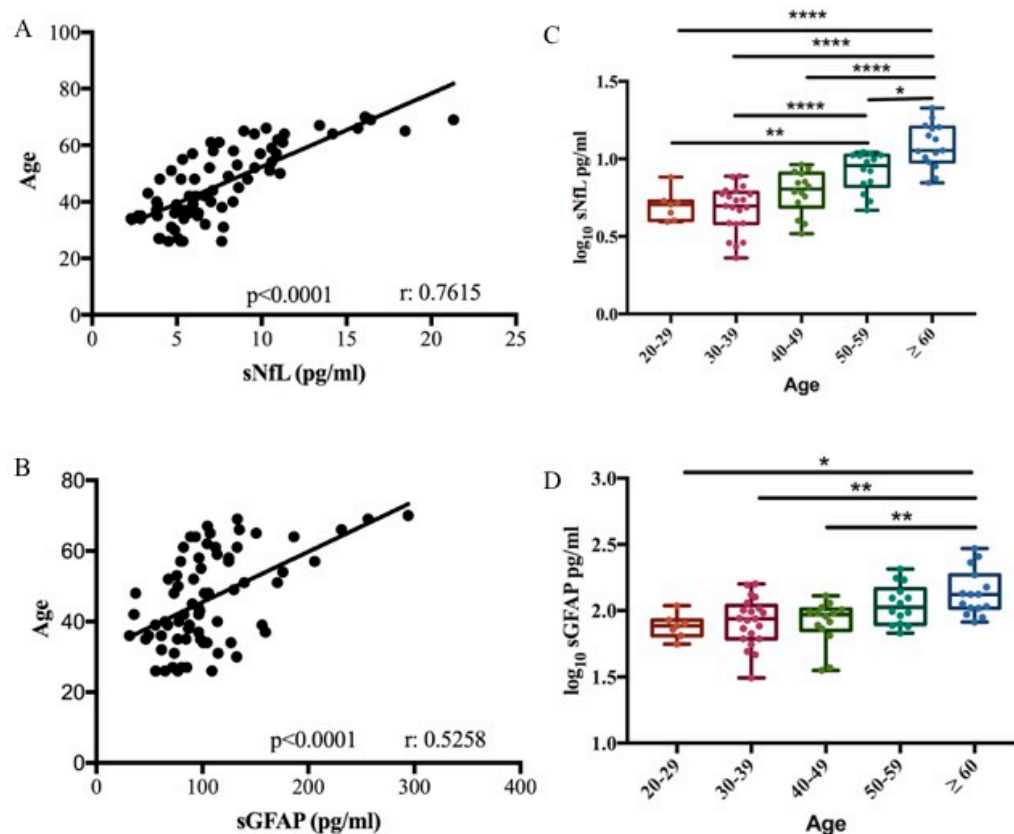 A
100
80
60
40
20
0
Age
0 5 10 15 20 25
p<0.0001 r: 0.7615
sNfL (pg/ml)
C
****
****
****
*
****
**
1.5
1.0
0.5
0.0
log10 sNfL pg/ml
20-29 30-39 40-49 50-59 ≥ 60
Age
B
80
60
40
20
0
Age
0 100 200 300 400
p<0.0001 r: 0.5258
sGFAP (pg/ml)
D
*
**
**
3.0
2.5
2.0
1.5
1.0
log10 sGFAP pg/ml
20-29 30-39 40-49 50-59 ≥ 60
Age